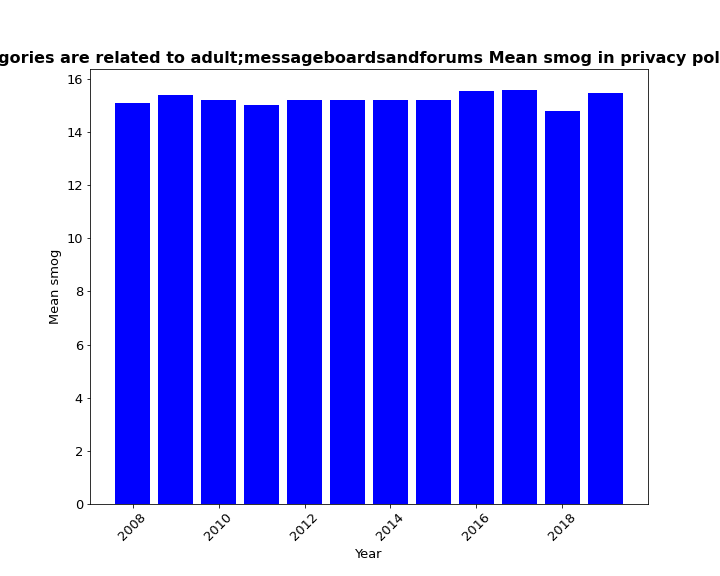 gories are related to adult;messageboardsandforums Mean smog in privacy pol
16
14
12
10
8
6
4
2
0
Mean smog
2008 2010 2012 2014 2016 2018
Year